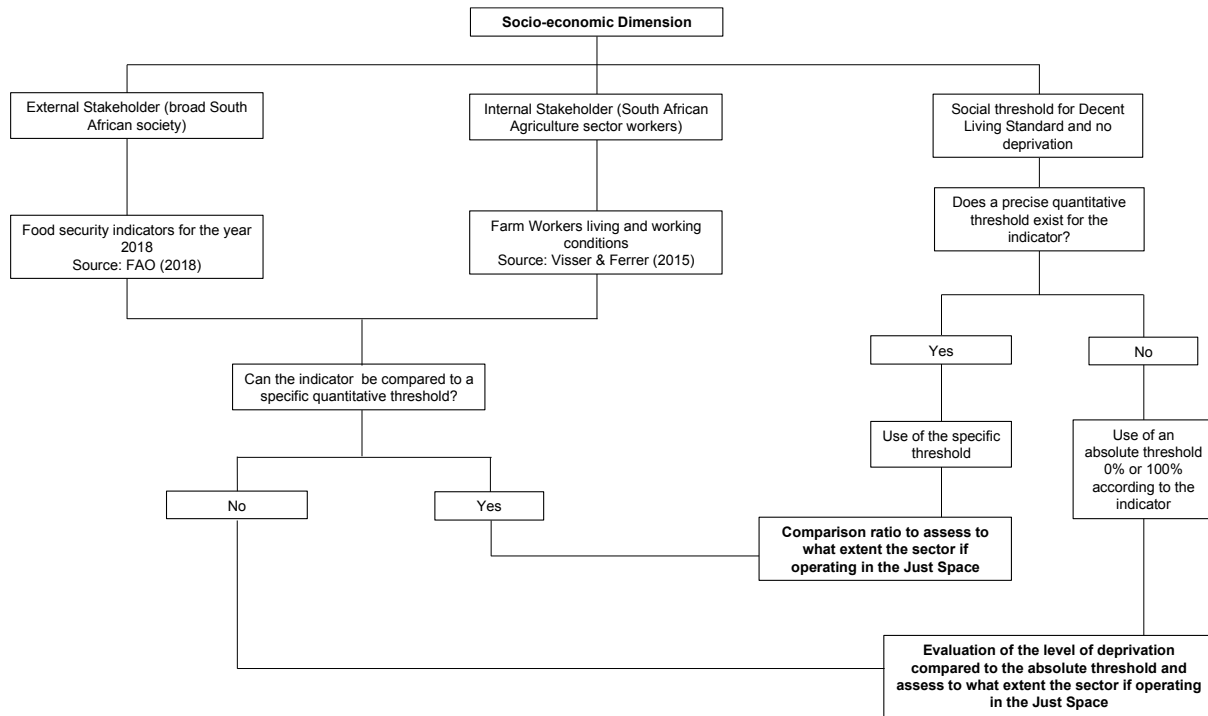 Socio-economic Dimension
External Stakeholder (broad South
African society)
Internal Stakeholder (South African
Agriculture sector workers)
Social threshold for Decent
Living Standard and no
deprivation
Food security indicators for the year
2018
Source: FAO (2018)
Farm Workers living and working
conditions
Source: Visser & Ferrer (2015)
Does a precise quantitative
threshold exist for the
indicator?
Yes
No
Can the indicator be compared to a
specific quantitative threshold?
Use of the specific
threshold
Use of an
absolute threshold
0% or 100%
according to the
indicator
No
Yes
Comparison ratio to assess to
what extent the sector if
operating in the Just Space
Evaluation of the level of deprivation
compared to the absolute threshold and
assess to what extent the sector if operating
in the Just Space